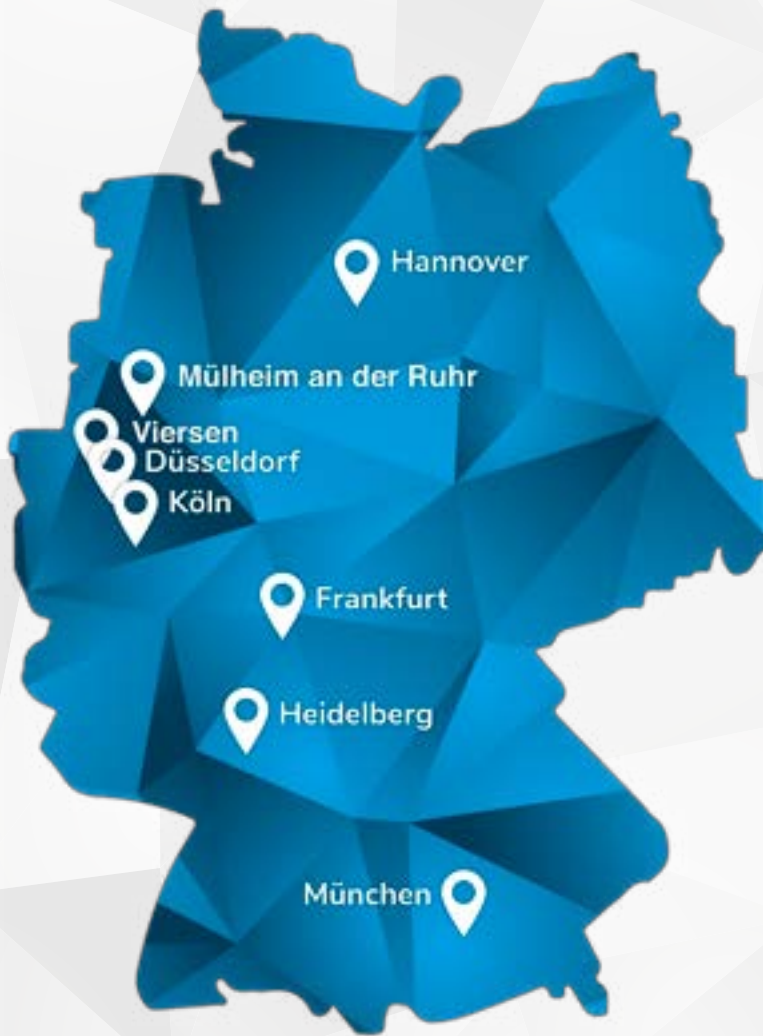 Hannover
Mülheim an der Ruhr
Viersen
Düsseldorf
Köln
Frankfurt
Heidelberg
München